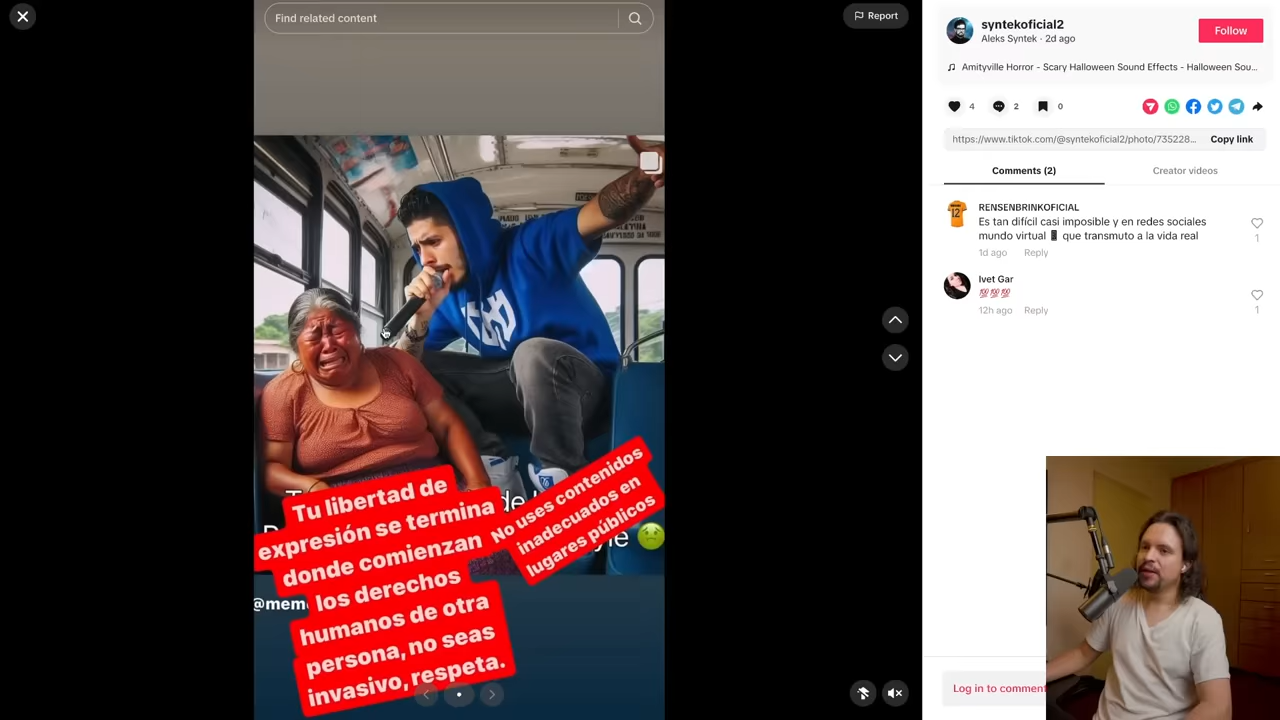 Find related content
Report
syntekoficial2
Aleks Syntek · 2d ago
Follow
Amityville Horror - Scary Halloween Sound Effects - Halloween Sou...
4
2
0
https://www.tiktok.com/@syntekoficial2/photo/735228...
Copy link
Comments (2)
Creator videos
12
RENSENBRINKOFICIAL
Es tan difícil casi imposible y en redes sociales
mundo virtual 📱 que transmuto a la vida real
1d ago
Reply
1
Ivet Gar
💯💯💯
12h ago
Reply
1
Tu libertad de
expresión se termina
donde comienzan
los derechos
humanos de otra
persona, no seas
invasivo, respeta.
No uses contenidos
inadecuados en
lugares públicos
🤢
@mem
Log in to comment